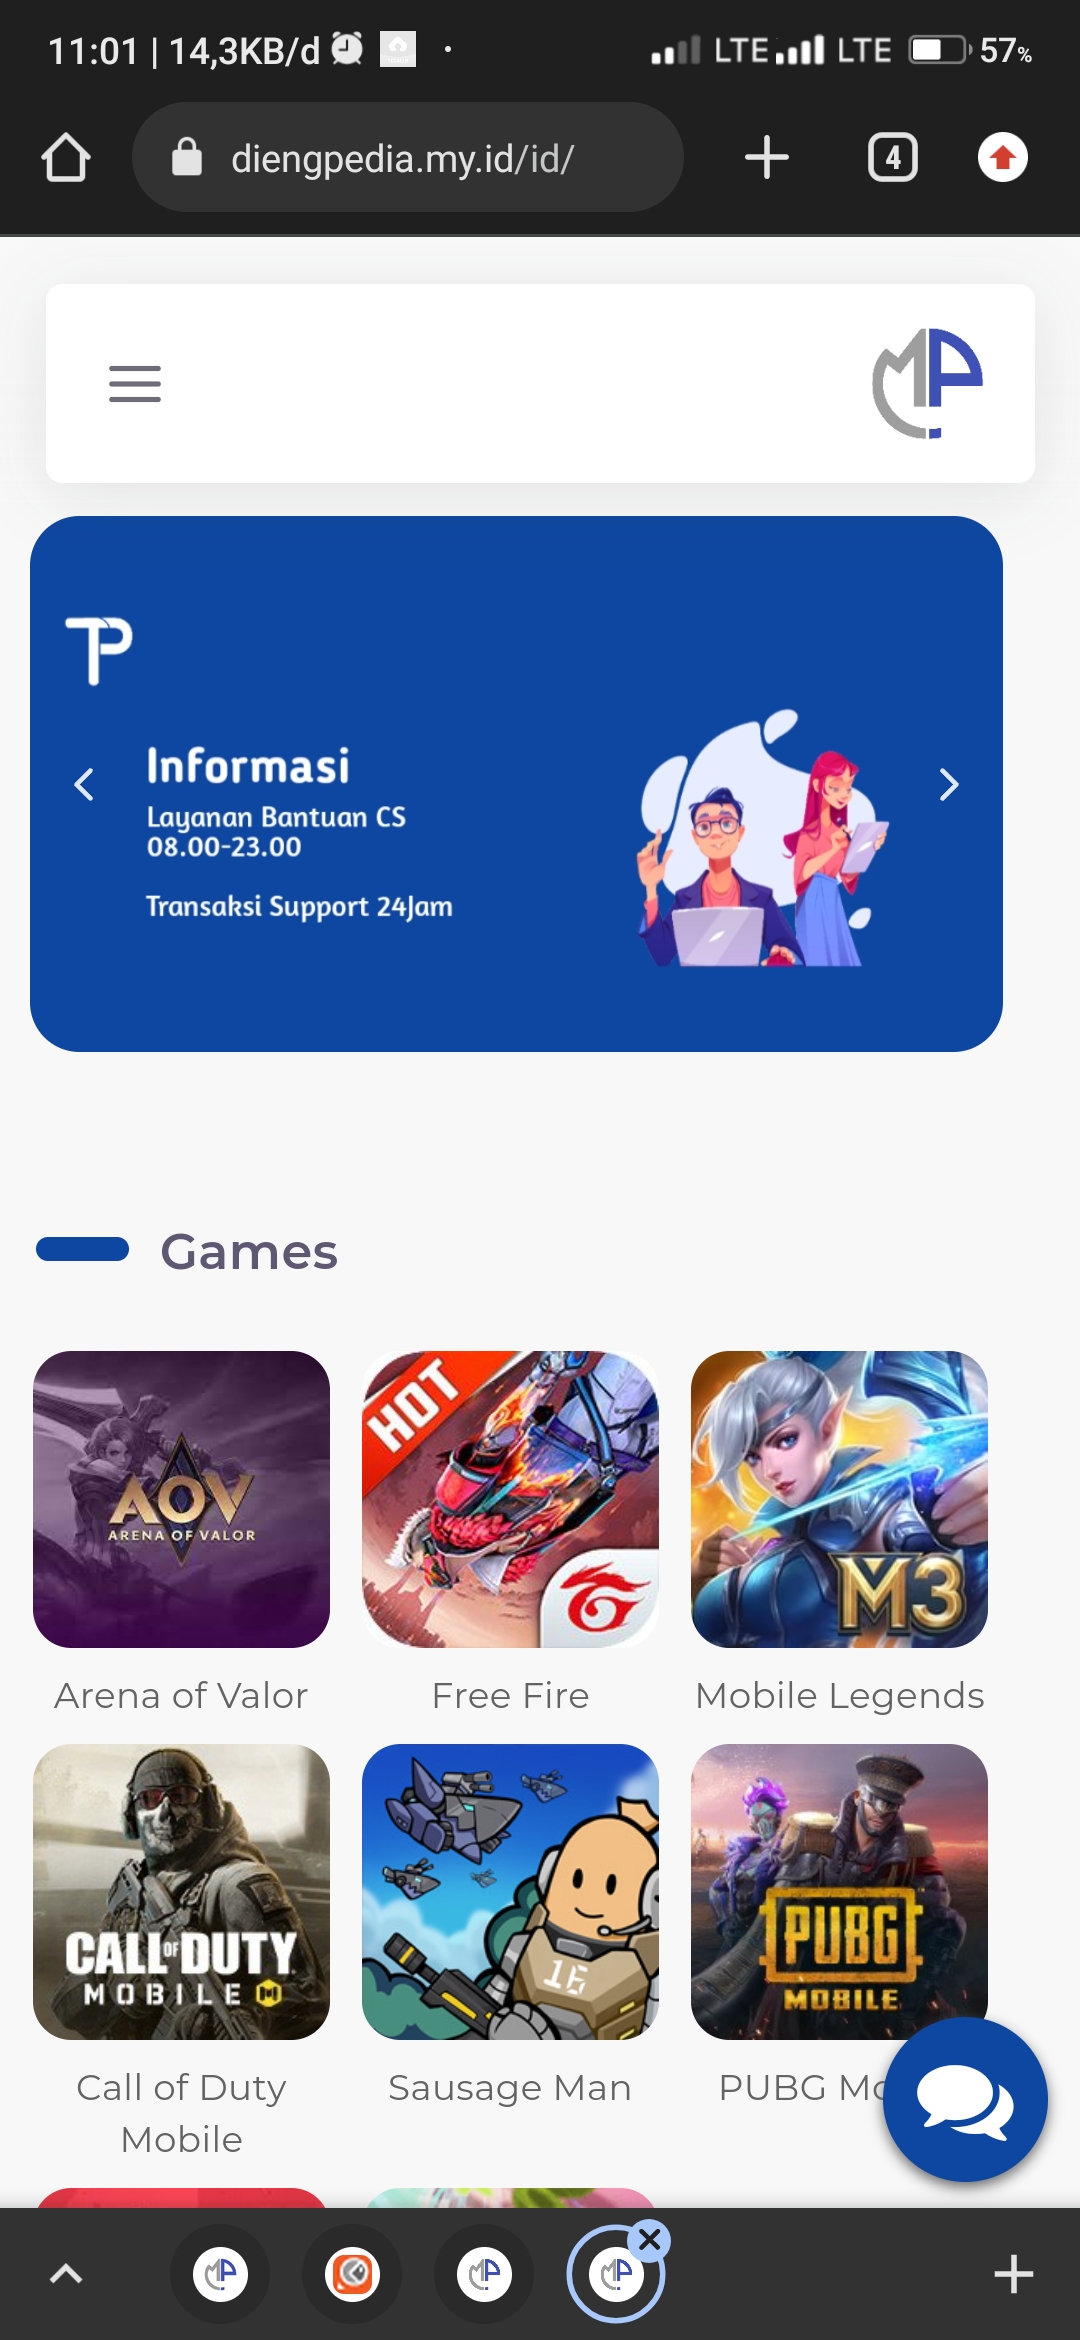 11:01 | 14,3KB/d
LTE LTE 57%
diengpedia.my.id/id/
4
Informasi
Layanan Bantuan CS
08.00-23.00
Transaksi Support 24Jam
Games
AOV
ARENA OF VALOR
HOT
M3
Arena of Valor
Free Fire
Mobile Legends
CALL OF DUTY
MOBILE
16
PUBG
MOBILE
Call of Duty
Mobile
Sausage Man
PUBG Mo